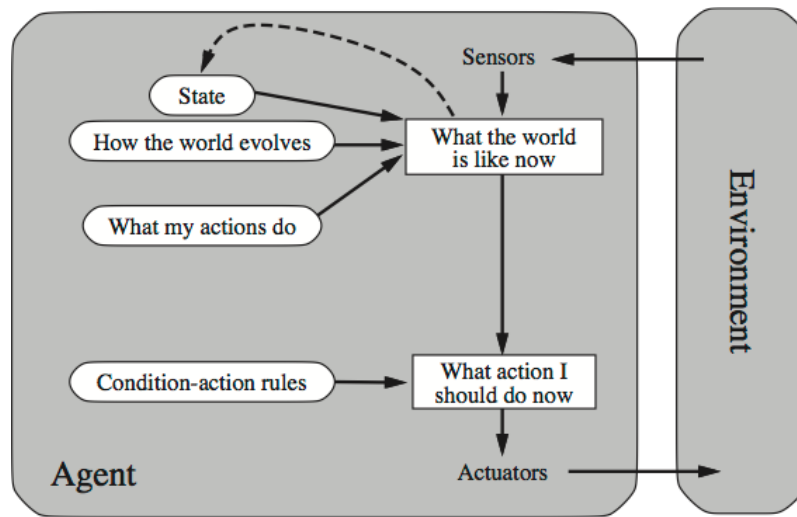 Sensors
State
How the world evolves
What the world
is like now
What my actions do
Condition-action rules
What action I
should do now
Agent
Actuators
Environment